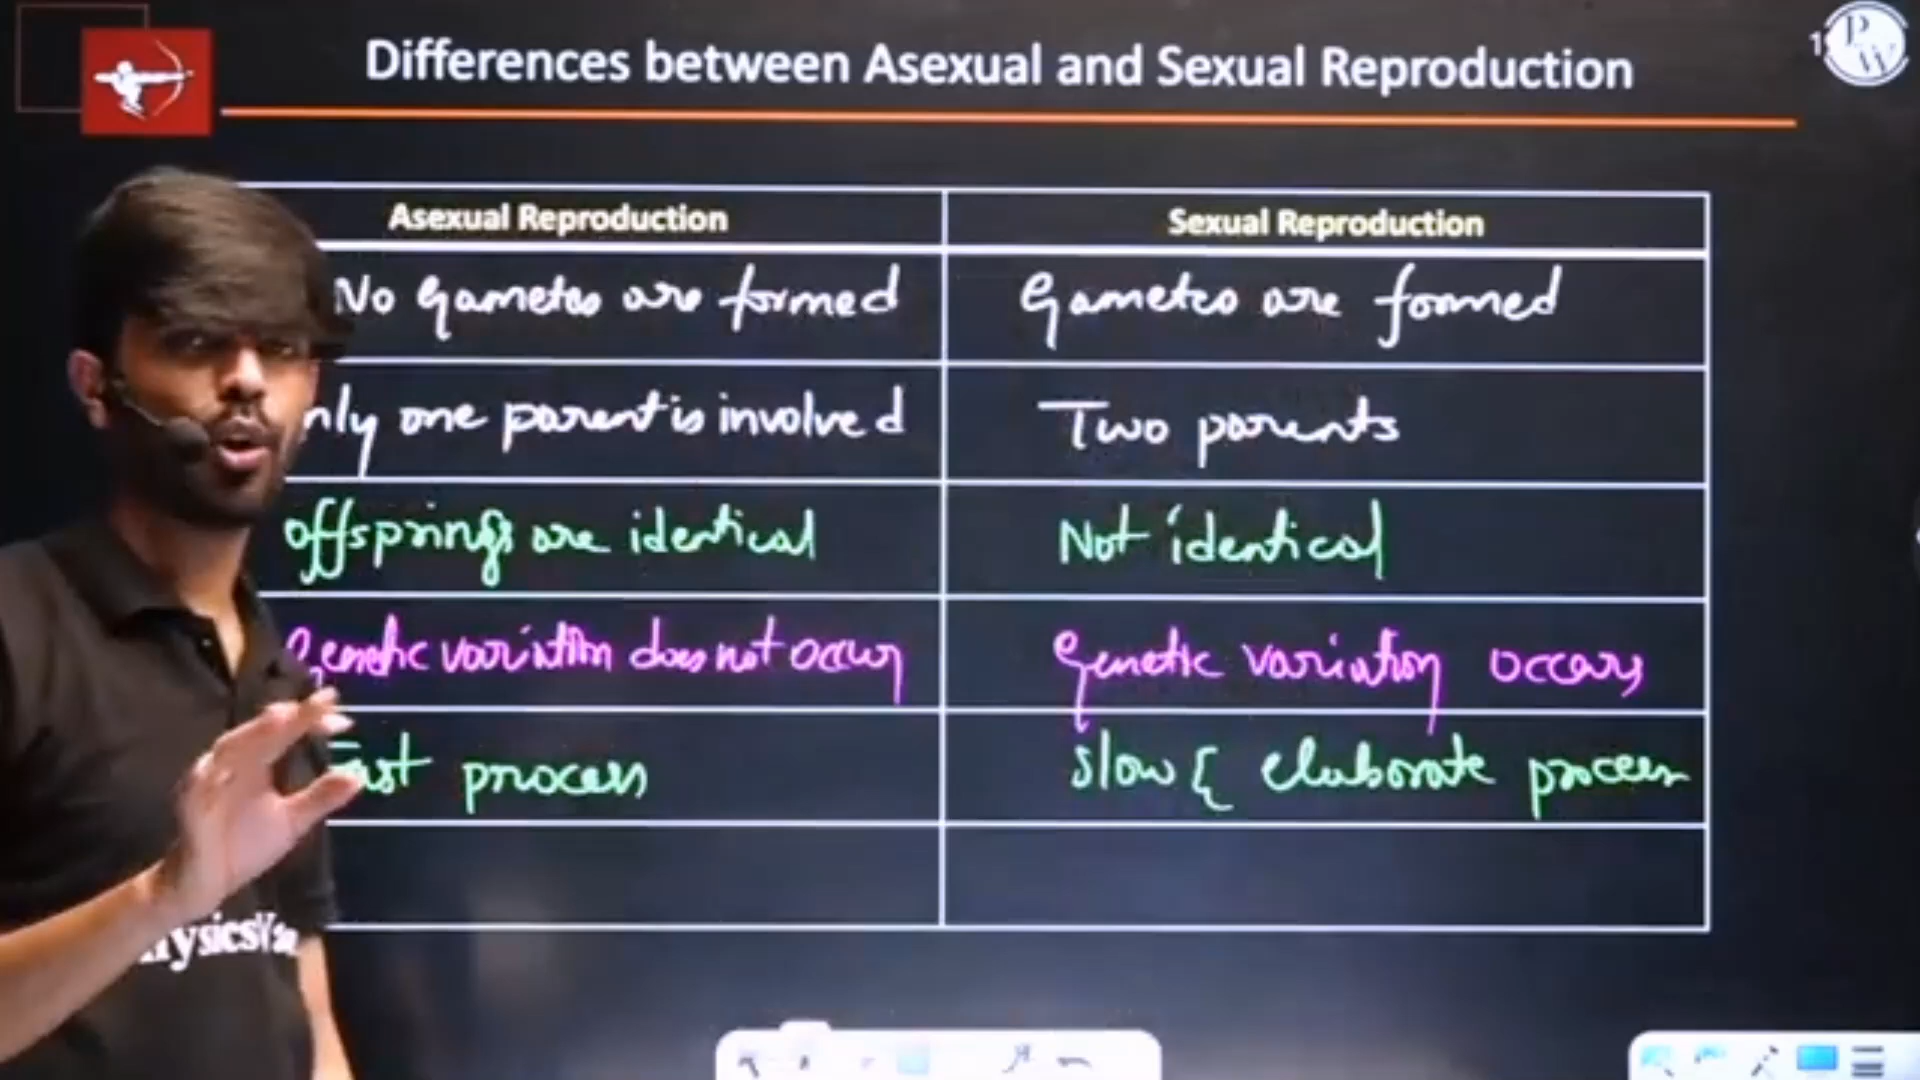 Differences between Asexual and Sexual Reproduction
PW
Asexual Reproduction
Sexual Reproduction
No Gametes are formed
Gametes are formed
nly one parent is involved
Two parents
offsprings are identical
Not identical
Genetic variation does not occur
Genetic variation occurs
Fast process
slow { elaborate process